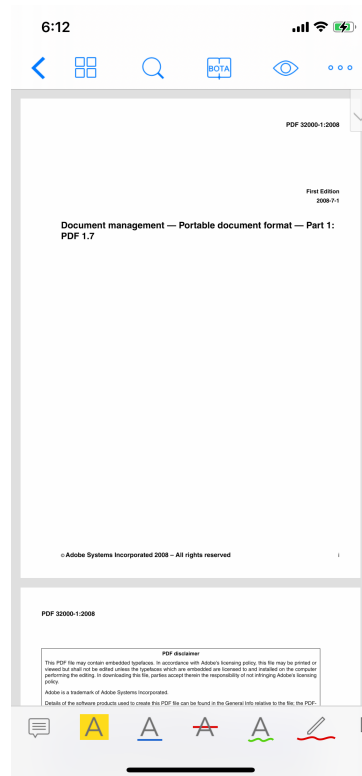 6:12
BOTA
PDF 32000-1:2008
First Edition
2008-7-1
Document management — Portable document format — Part 1:
PDF 1.7
© Adobe Systems Incorporated 2008 – All rights reserved
i
PDF 32000-1:2008
PDF disclaimer
This PDF file may contain embedded typefaces. In accordance with Adobe's licensing policy, this file may be printed or
viewed but shall not be edited unless the typefaces which are embedded are licensed to and installed on the computer
performing the editing. In downloading this file, parties accept therein the responsibility of not infringing Adobe's licensing
policy.
Adobe is a trademark of Adobe Systems Incorporated.
Details of the software products used to create this PDF file can be found in the General Info relative to the file; the PDF-
A A A A